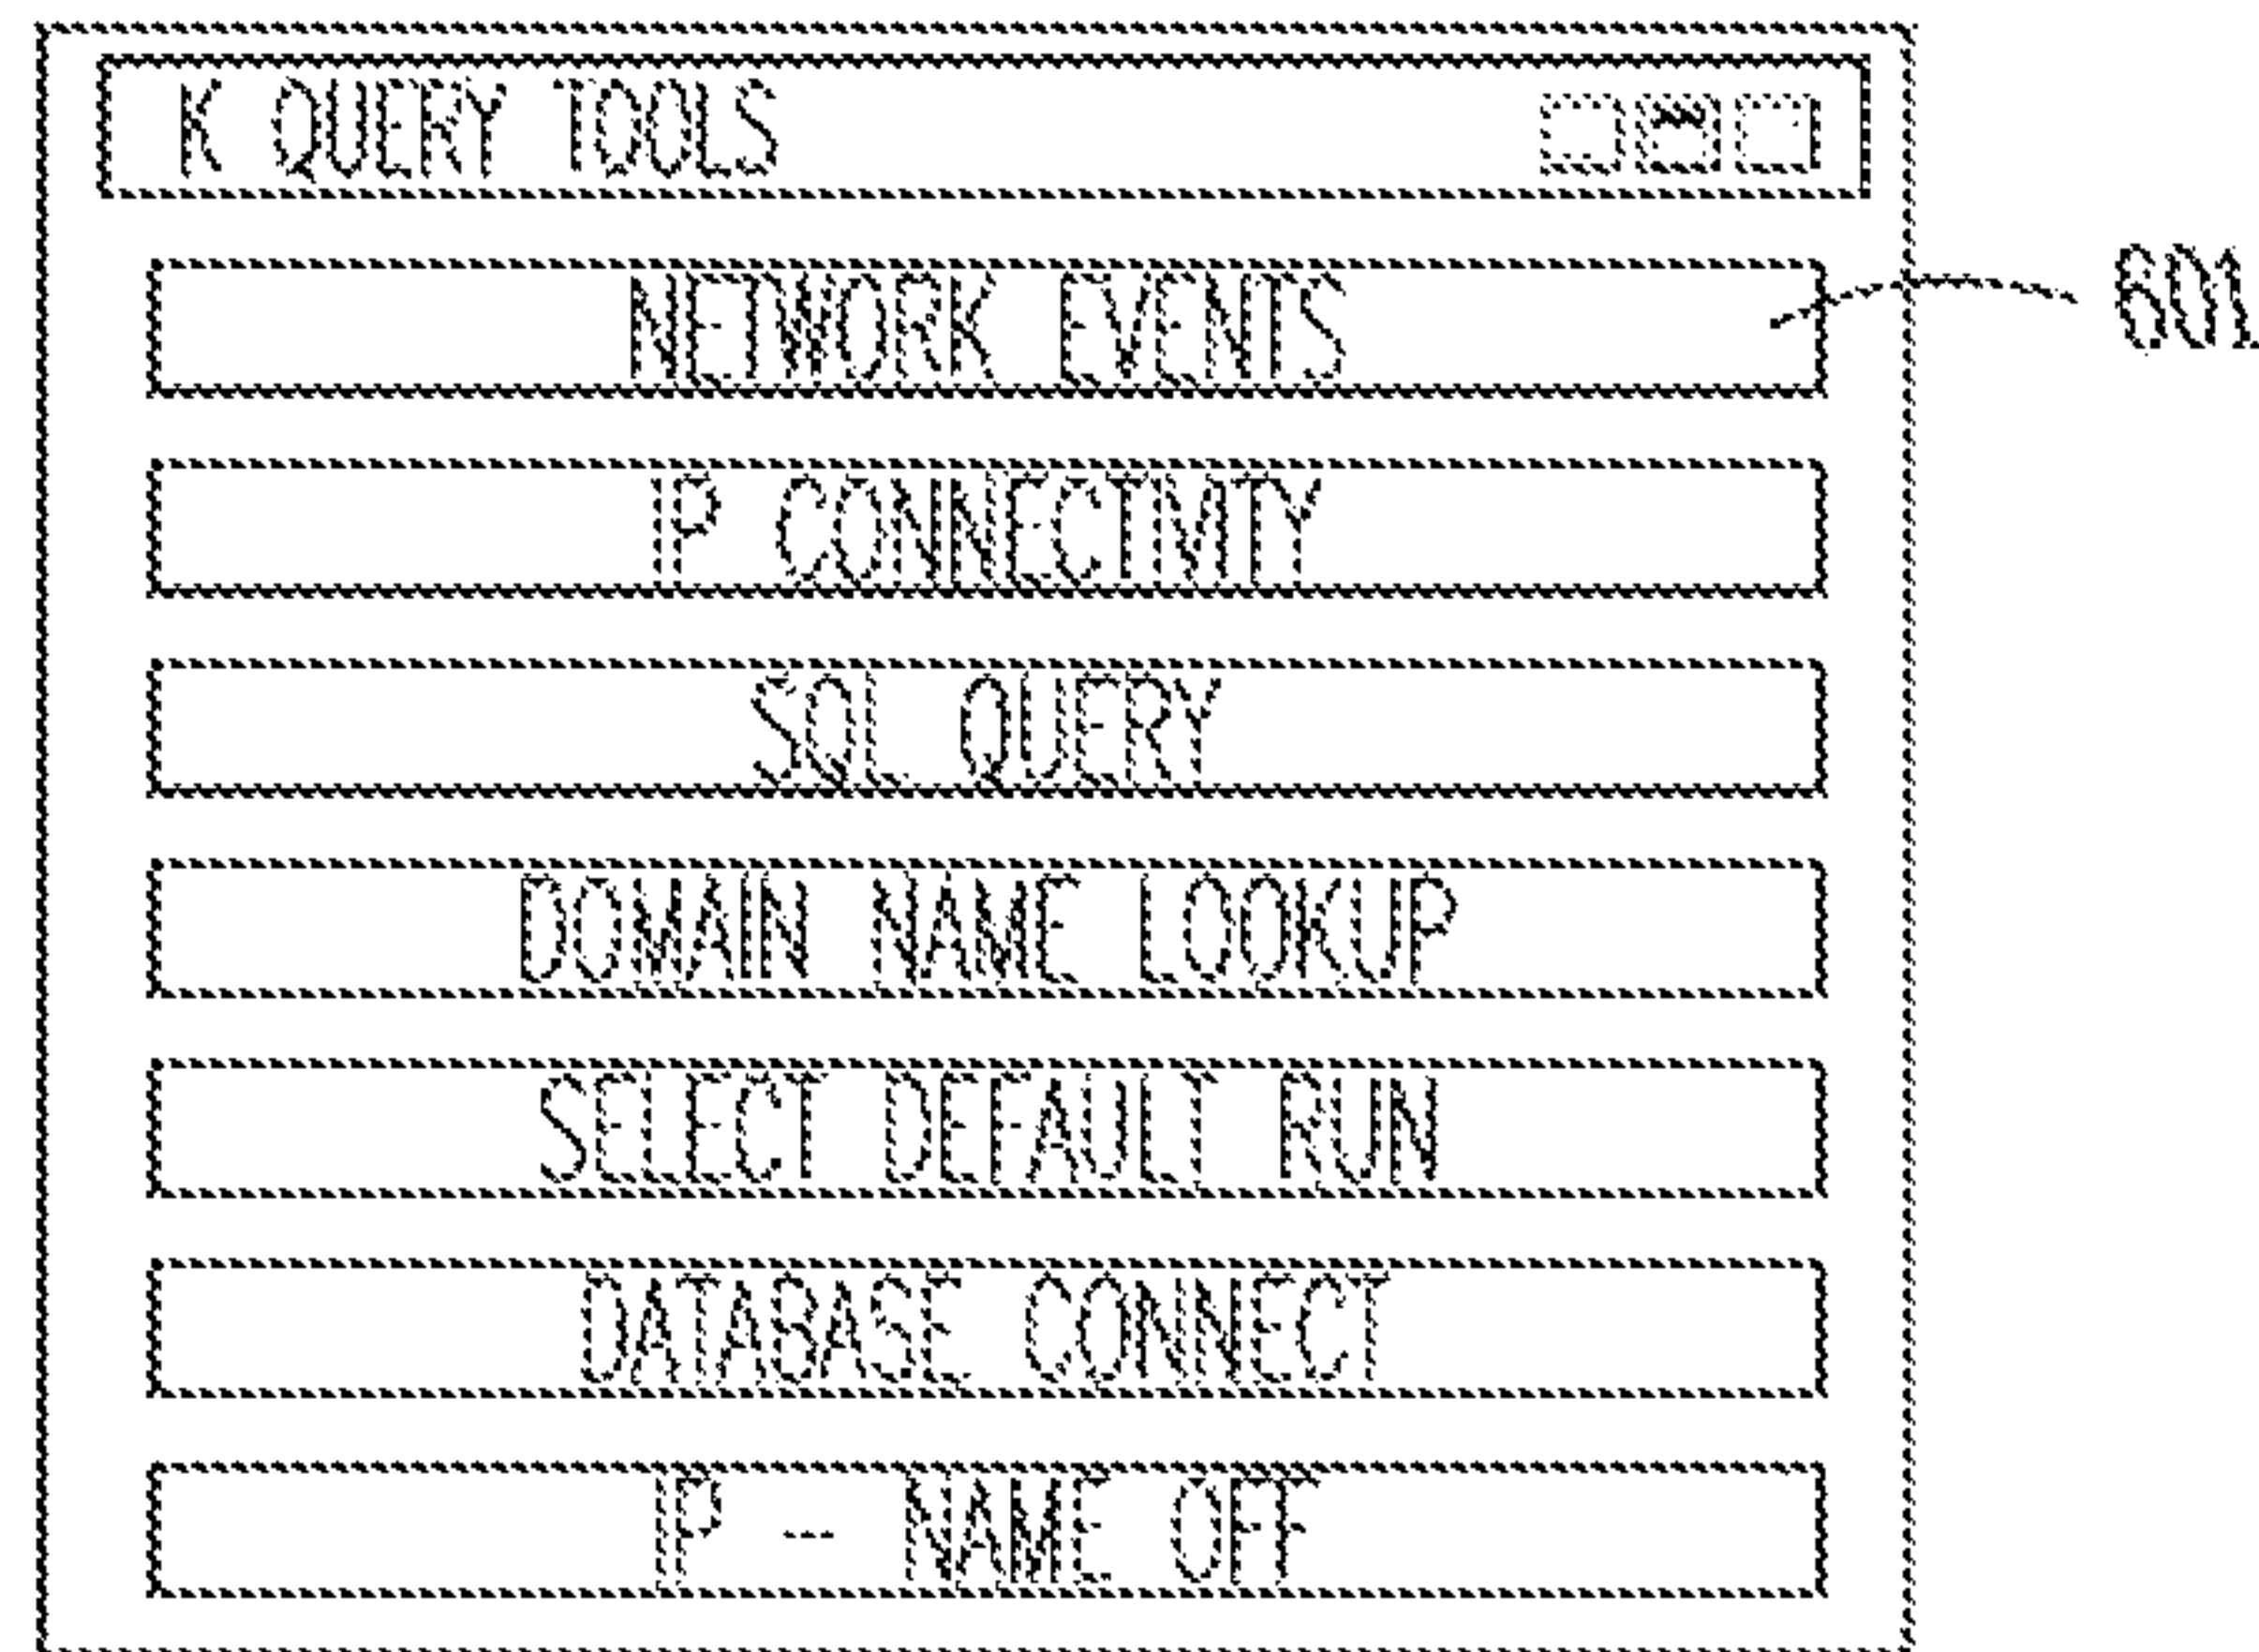 K QUERY TOOLS
NETWORK EVENTS
601
IP CONNECTIVITY
SQL QUERY
DOMAIN NAME LOOKUP
SELECT DEFAULT RUN
DATABASE CONNECT
IP - NAME OFF